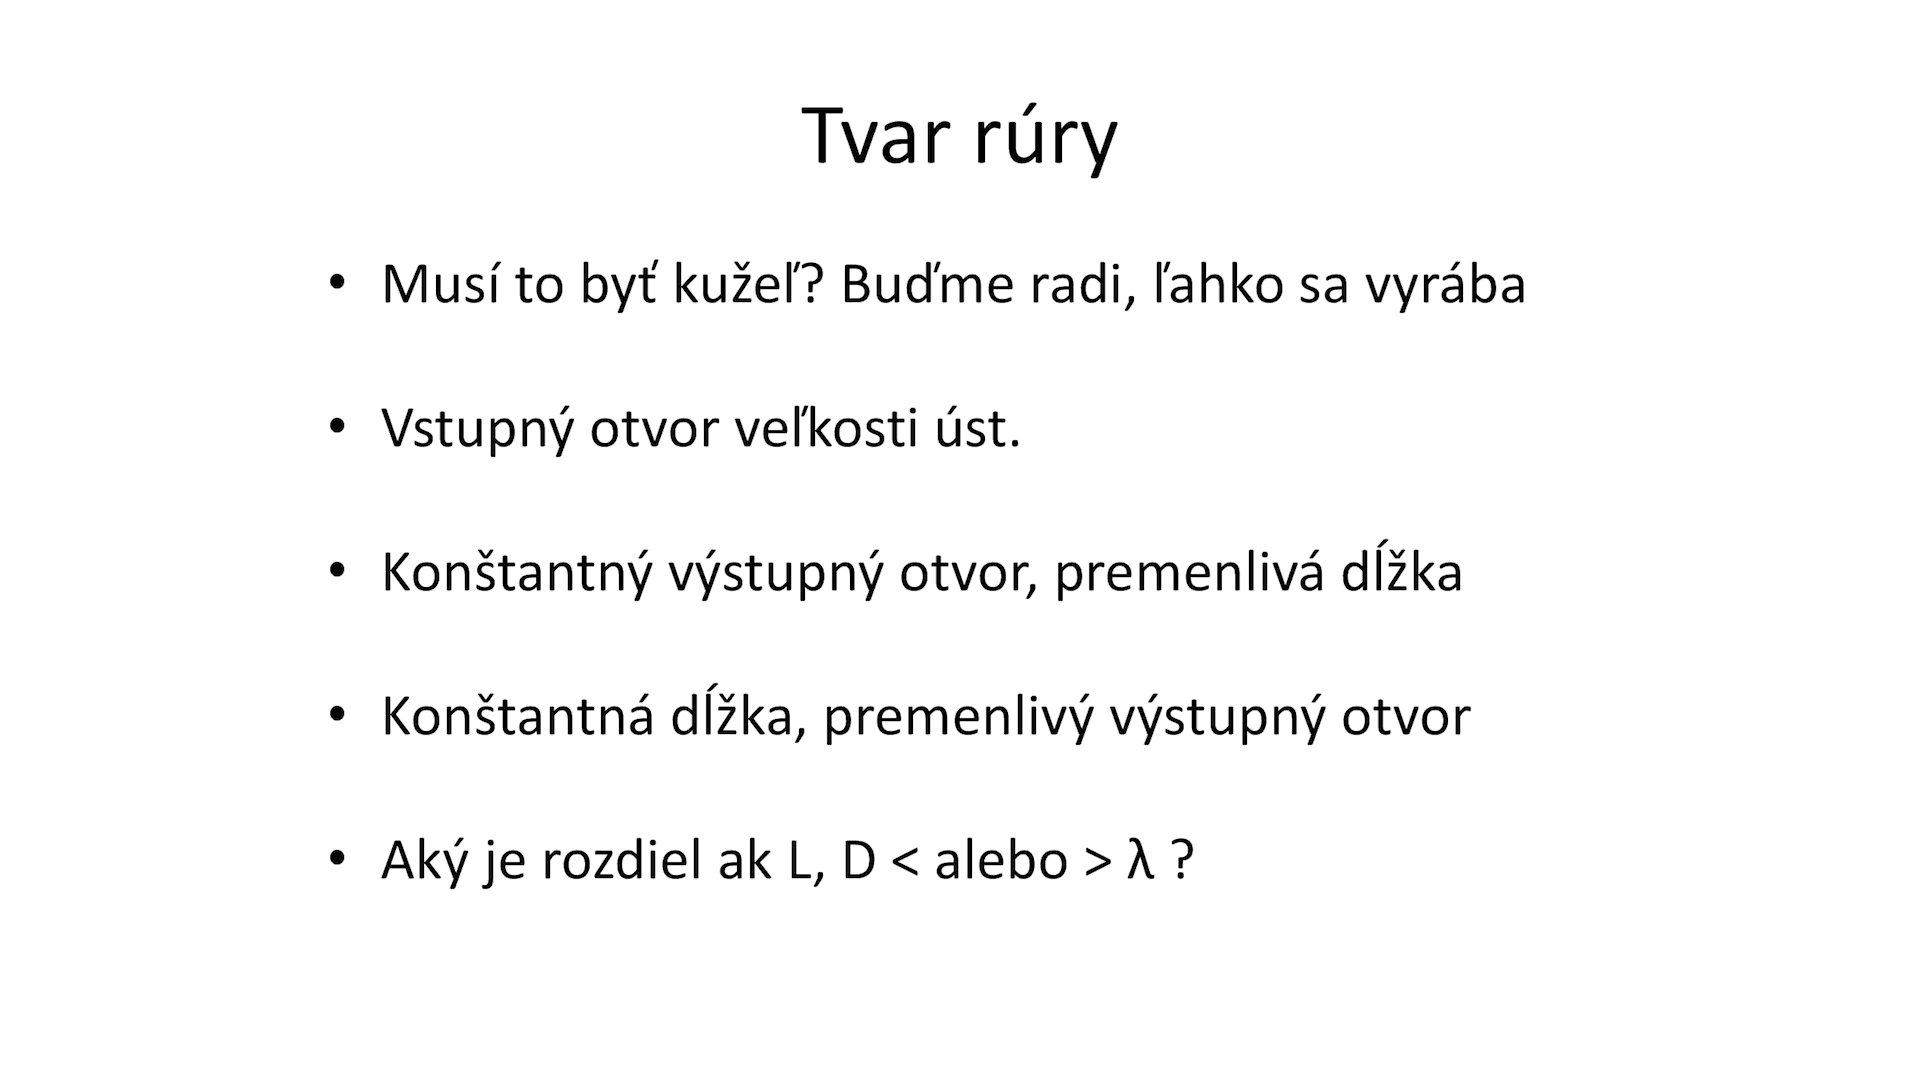 Tvar rúry
• Musí to byť kužeľ? Buďme radi, ľahko sa vyrába
• Vstupný otvor veľkosti úst.
• Konštantný výstupný otvor, premenlivá dĺžka
• Konštantná dĺžka, premenlivý výstupný otvor
• Aký je rozdiel ak L, D < alebo > λ ?